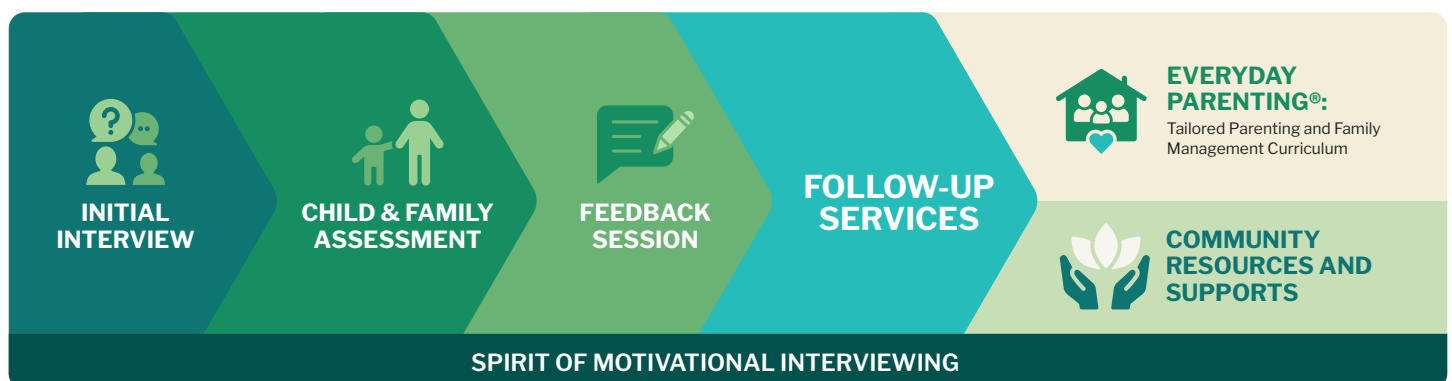 INITIAL
INTERVIEW
CHILD & FAMILY
ASSESSMENT
FEEDBACK
SESSION
FOLLOW-UP
SERVICES
EVERYDAY
PARENTING®:
Tailored Parenting and Family
Management Curriculum
COMMUNITY
RESOURCES AND
SUPPORTS
SPIRIT OF MOTIVATIONAL INTERVIEWING